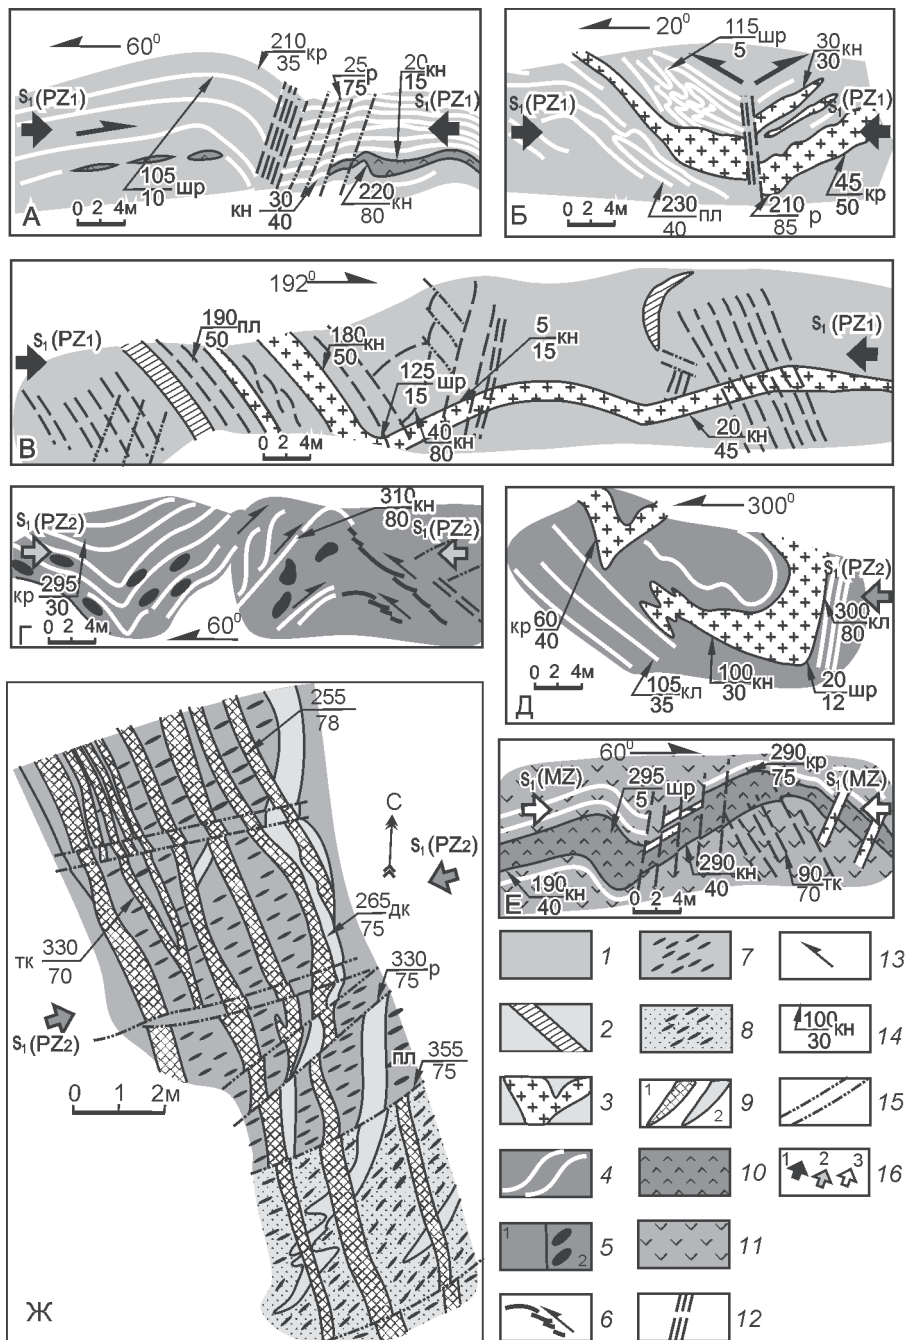 60⁰
210 кр
35
25 р
75
20 кн
15
S₁(PZ1)
S₁(PZ1)
105 шр
10
кн 30
40
220 кн
80
А
0 2 4м
20⁰
115 шр
5
30 кн
30
S₁(PZ1)
S₁(PZ1)
230 пл
40
210 р
85
45 кр
50
Б
0 2 4м
192⁰
S₁(PZ1)
190 пл
50
180 кн
50
5 кн
15
S₁(PZ1)
125 шр
15
40 кн
80
20 кн
45
В
0 2 4м
S₁(PZ2)
310 кн
80
S₁(PZ2)
кр 295
30
Г
0 2 4м
60⁰
300⁰
S₁(PZ2)
кр 60
40
300 кл
80
105 кл
35
100 кн
30
20 шр
12
0 2 4м
Д
60⁰
S₁(MZ)
295 шр
5
290 кр
75
S₁(MZ)
190 кн
40
290 кн
40
90 тк
70
Е
0 2 4м
255
78
С
S₁(PZ2)
265 дк
75
тк 330
70
330 р
75
S₁(PZ2)
пл 355
75
0 1 2м
Ж
1
7
13
2
8
100 кн
30
14
3
1 2
9
15
4
10
1 2 3
16
1 2
5
11
6
12